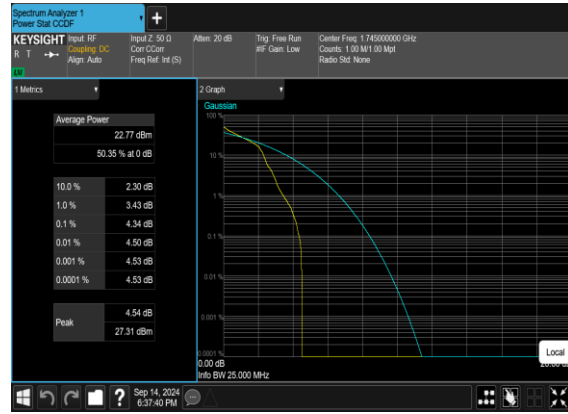 Spectrum Analyzer 1
Power Stat CCDF
+
KEYSIGHT
R T
LXI
Input: RF
Coupling: DC
Align: Auto
Input Z: 50 Ω
Corr CCorr
Freq Ref: Int (S)
Atten: 20 dB
Trig: Free Run
#IF Gain: Low
Center Freq: 1.745000000 GHz
Counts: 1.00 M/1.00 Mpt
Radio Std: None
1 Metrics
Average Power
22.77 dBm
50.35 % at 0 dB
10.0 % 2.30 dB
1.0 % 3.43 dB
0.1 % 4.34 dB
0.01 % 4.50 dB
0.001 % 4.53 dB
0.0001 % 4.53 dB
Peak
4.54 dB
27.31 dBm
2 Graph
Gaussian
100 %
10 %
1 %
0.1 %
0.01 %
0.001 %
0.0001 %
0.00 dB
Info BW 25.000 MHz
Local
?
Sep 14, 2024
6:37:40 PM